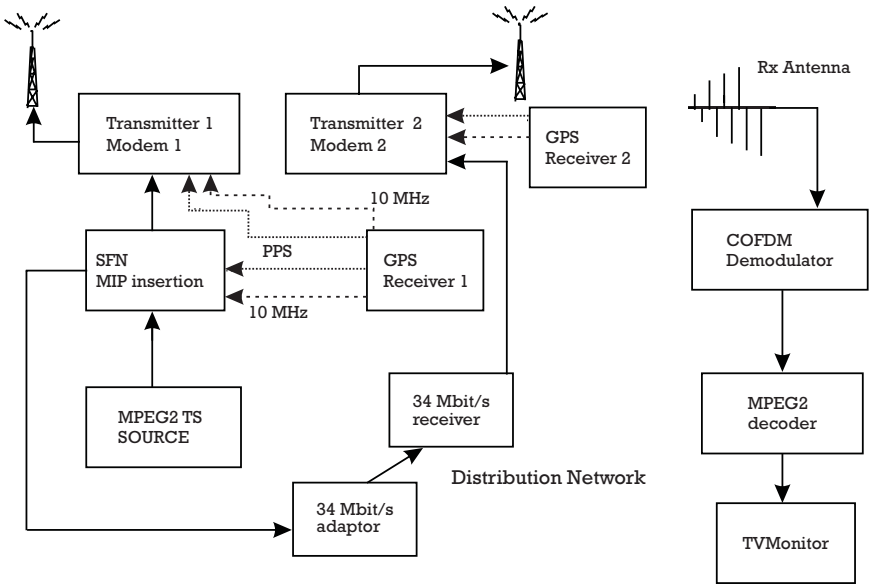 Rx Antenna
Transmitter 1
Modem 1
Transmitter 2
Modem 2
GPS
Receiver 2
10 MHz
SFN
MIP insertion
PPS
GPS
Receiver 1
10 MHz
COFDM
Demodulator
MPEG2 TS
SOURCE
34 Mbit/s
receiver
MPEG2
decoder
Distribution Network
34 Mbit/s
adaptor
TVMonitor